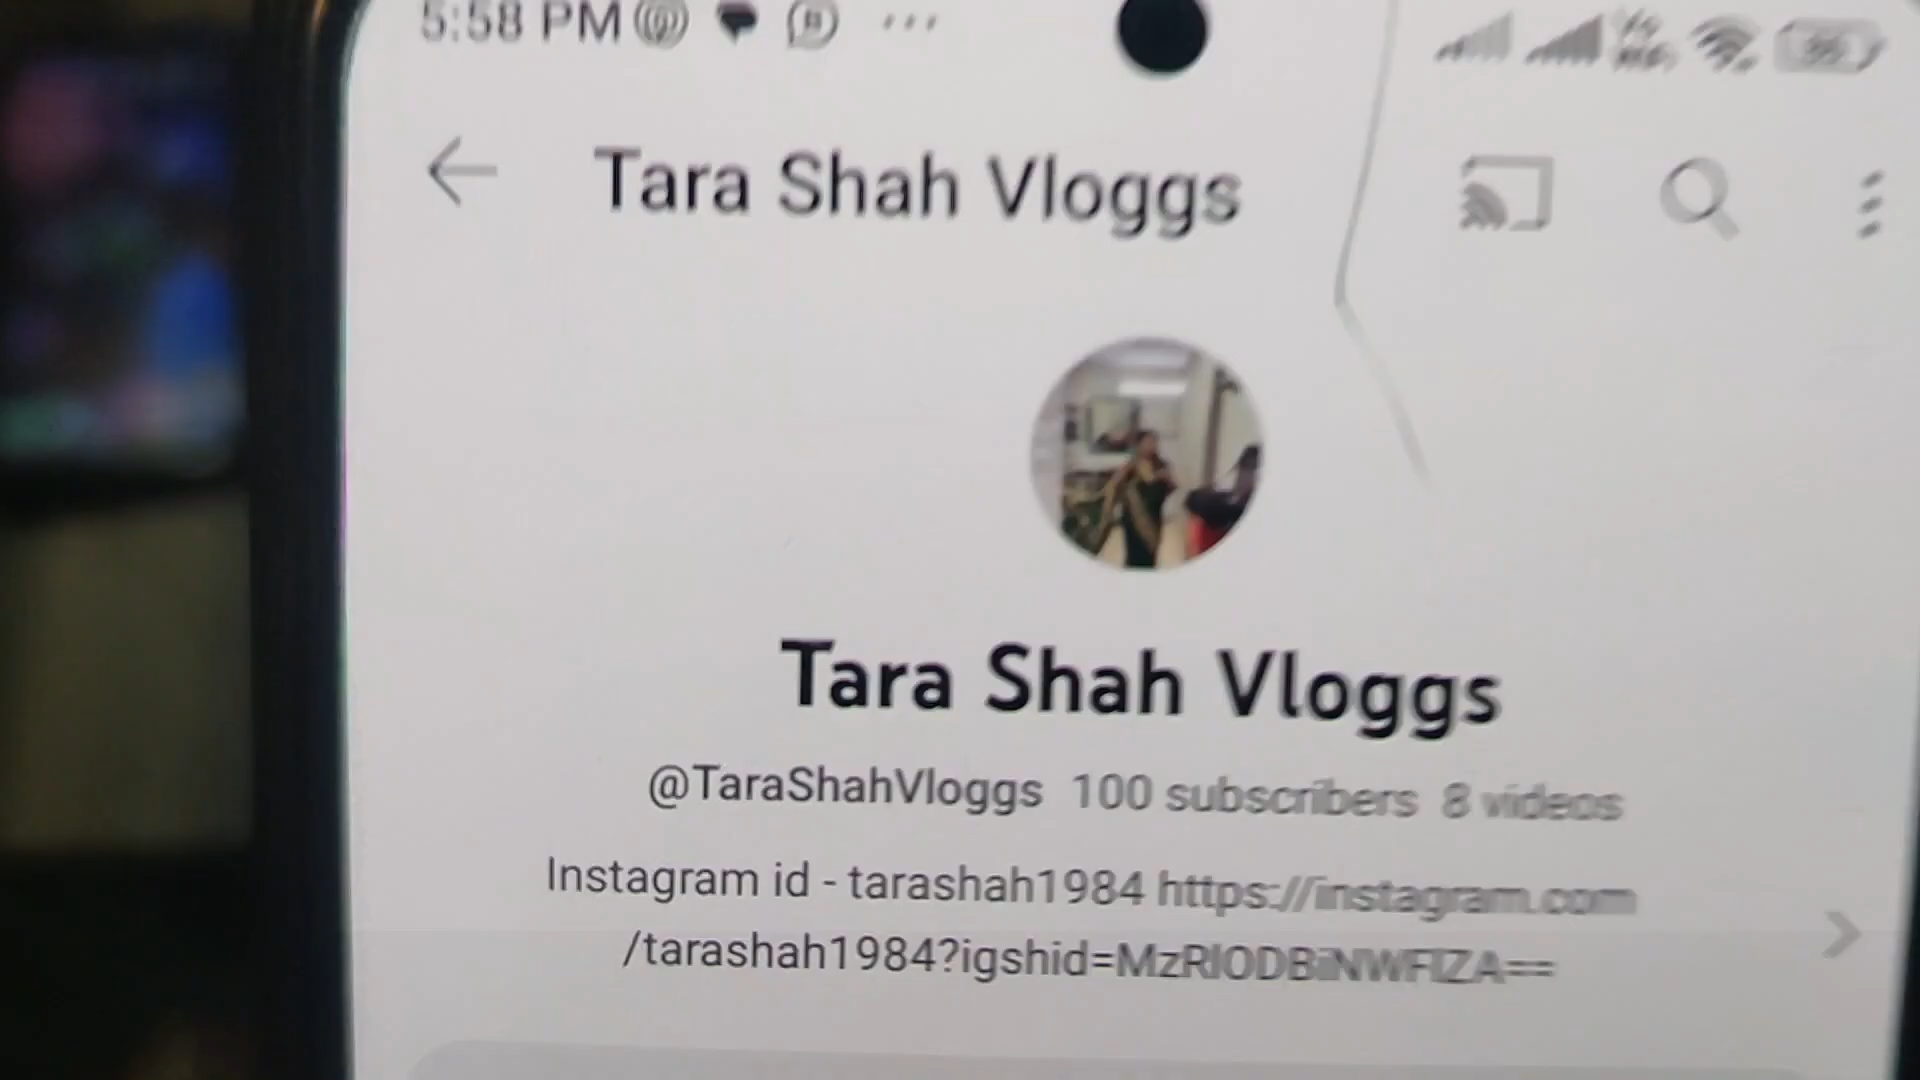 5:58 PM
Tara Shah Vloggs
Tara Shah Vloggs
@TaraShahVloggs 100 subscribers 8 videos
Instagram id - tarashah1984 https://instagram.com
/tarashah1984?igshid=MzRlODBiNWFlZA==